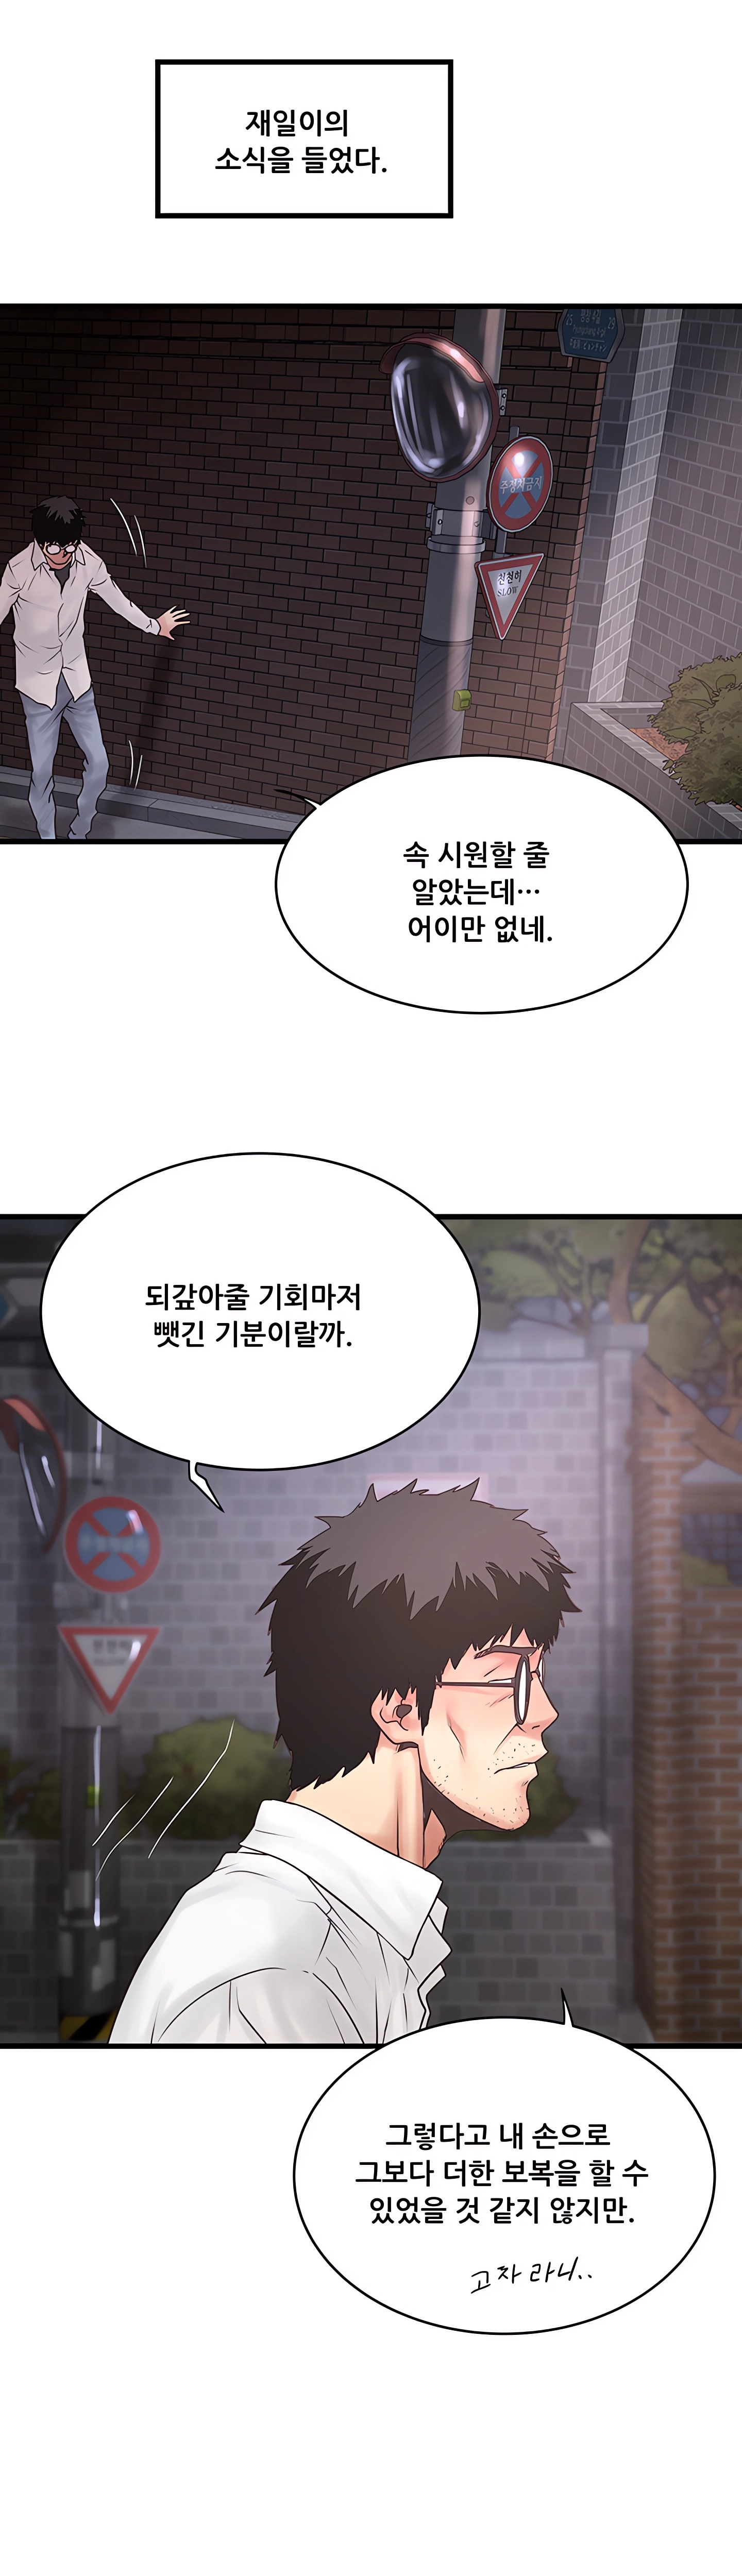 재일이의
소식을 들었다.
주정차금지
천천히
SLOW
속 시원할 줄
알았는데…
어이만 없네.
되갚아줄 기회마저
뺏긴 기분이랄까.
그렇다고 내 손으로
그보다 더한 보복을 할 수
있었을 것 같지 않지만.
고자 라니..